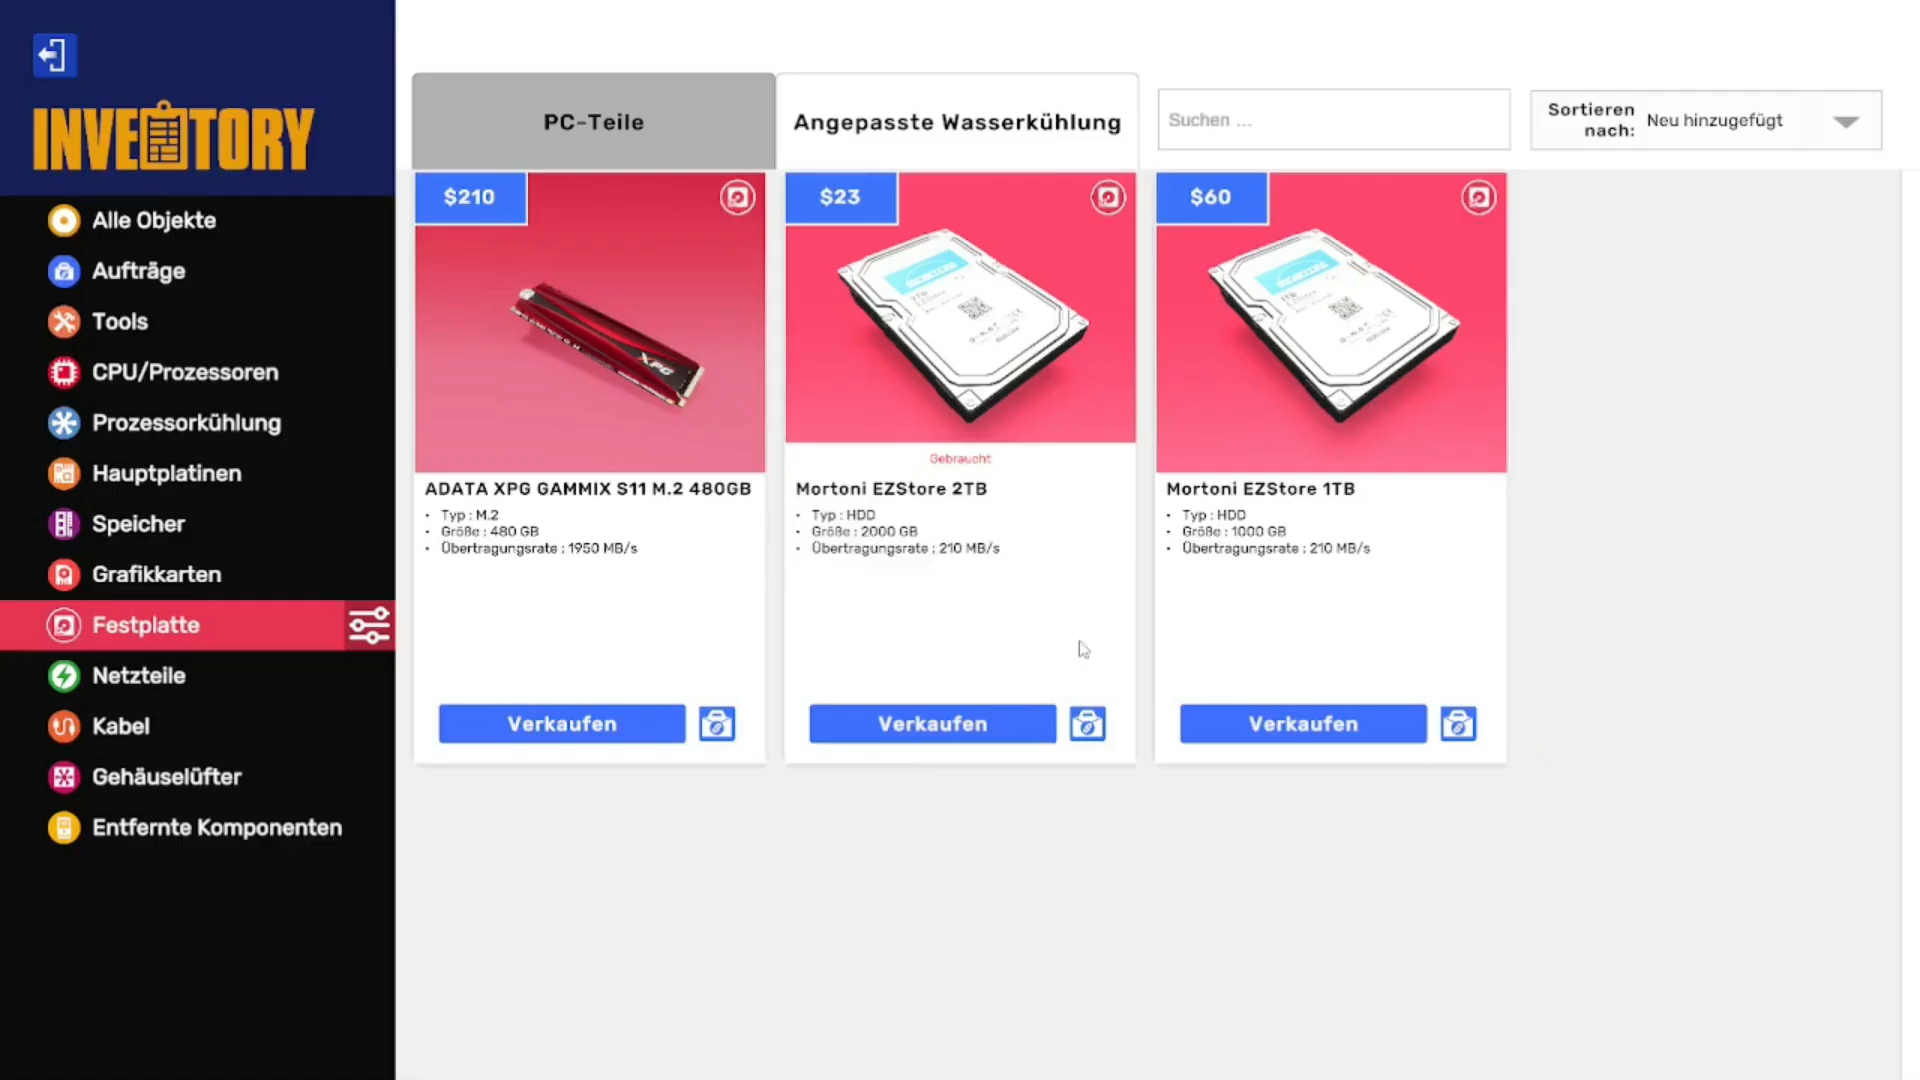 INVENTORY
PC-Teile
Angepasste Wasserkühlung
Suchen ...
Sortieren nach: Neu hinzugefügt
Alle Objekte
Aufträge
Tools
CPU/Prozessoren
Prozessorkühlung
Hauptplatinen
Speicher
Grafikkarten
Festplatte
Netzteile
Kabel
Gehäuselüfter
Entfernte Komponenten
$210
XPG
ADATA XPG GAMMIX S11 M.2 480GB
• Typ : M.2
• Größe : 480 GB
• Übertragungsrate : 1950 MB/s
Verkaufen
$23
2TB
Gebraucht
Mortoni EZStore 2TB
• Typ : HDD
• Größe : 2000 GB
• Übertragungsrate : 210 MB/s
Verkaufen
$60
1TB
Mortoni EZStore 1TB
• Typ : HDD
• Größe : 1000 GB
• Übertragungsrate : 210 MB/s
Verkaufen